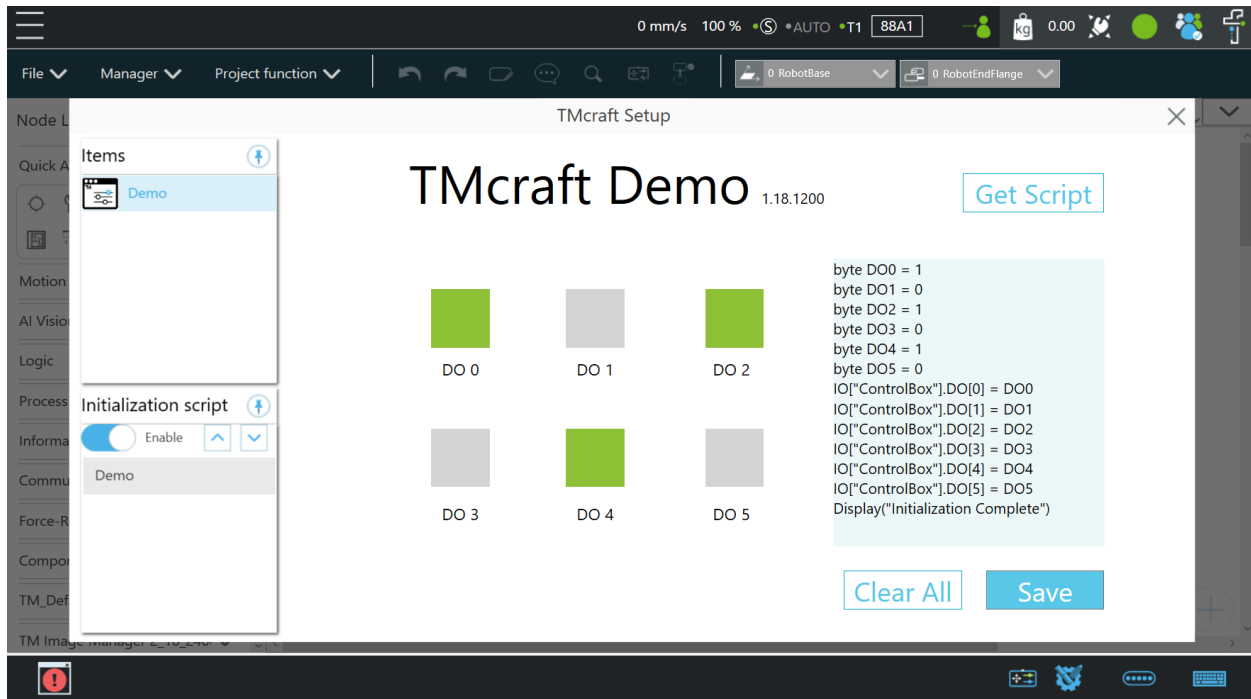 0 mm/s 100 % •Ⓢ •AUTO •T1 88A1 kg 0.00
File Manager Project function 0 RobotBase 0 RobotEndFlange
TMcraft Setup
Node L
Quick A
Motion
AI Visio
Logic
Process
Informa
Commu
Force-R
Compo
TM_Def
TM Image Manager
Items
Demo
Initialization script
Enable
Demo
TMcraft Demo 1.18.1200
Get Script
DO 0 DO 1 DO 2
DO 3 DO 4 DO 5
byte DO0 = 1
byte DO1 = 0
byte DO2 = 1
byte DO3 = 0
byte DO4 = 1
byte DO5 = 0
IO["ControlBox"].DO[0] = DO0
IO["ControlBox"].DO[1] = DO1
IO["ControlBox"].DO[2] = DO2
IO["ControlBox"].DO[3] = DO3
IO["ControlBox"].DO[4] = DO4
IO["ControlBox"].DO[5] = DO5
Display("Initialization Complete")
Clear All Save